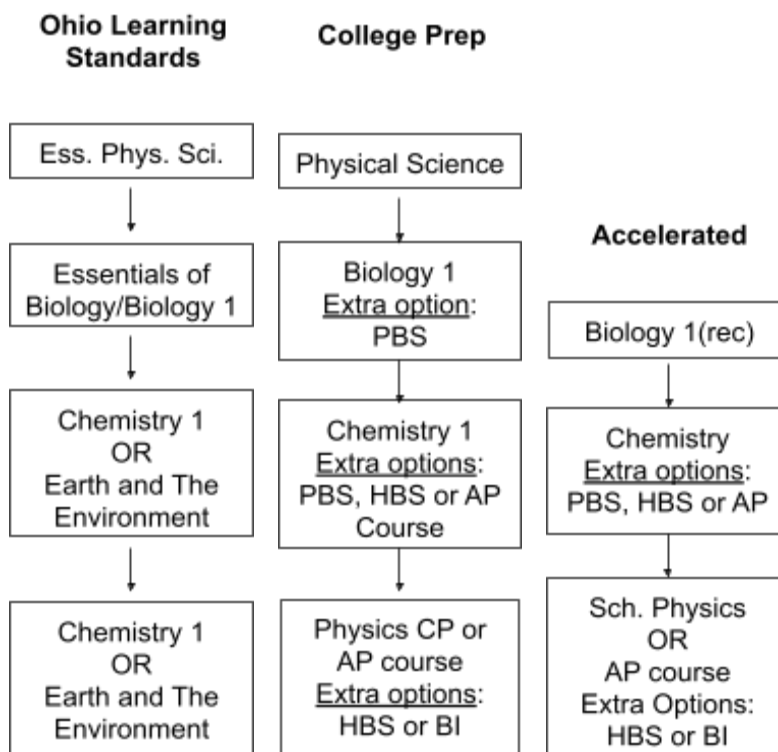 Ohio Learning
Standards
Ess. Phys. Sci.
Essentials of
Biology/Biology 1
Chemistry 1
OR
Earth and The
Environment
Chemistry 1
OR
Earth and The
Environment
College Prep
Physical Science
Biology 1
Extra option:
PBS
Chemistry 1
Extra options:
PBS, HBS or AP
Course
Physics CP or
AP course
Extra options:
HBS or BI
Accelerated
Biology 1(rec)
Chemistry
Extra options:
PBS, HBS or AP
Sch. Physics
OR
AP course
Extra Options:
HBS or BI